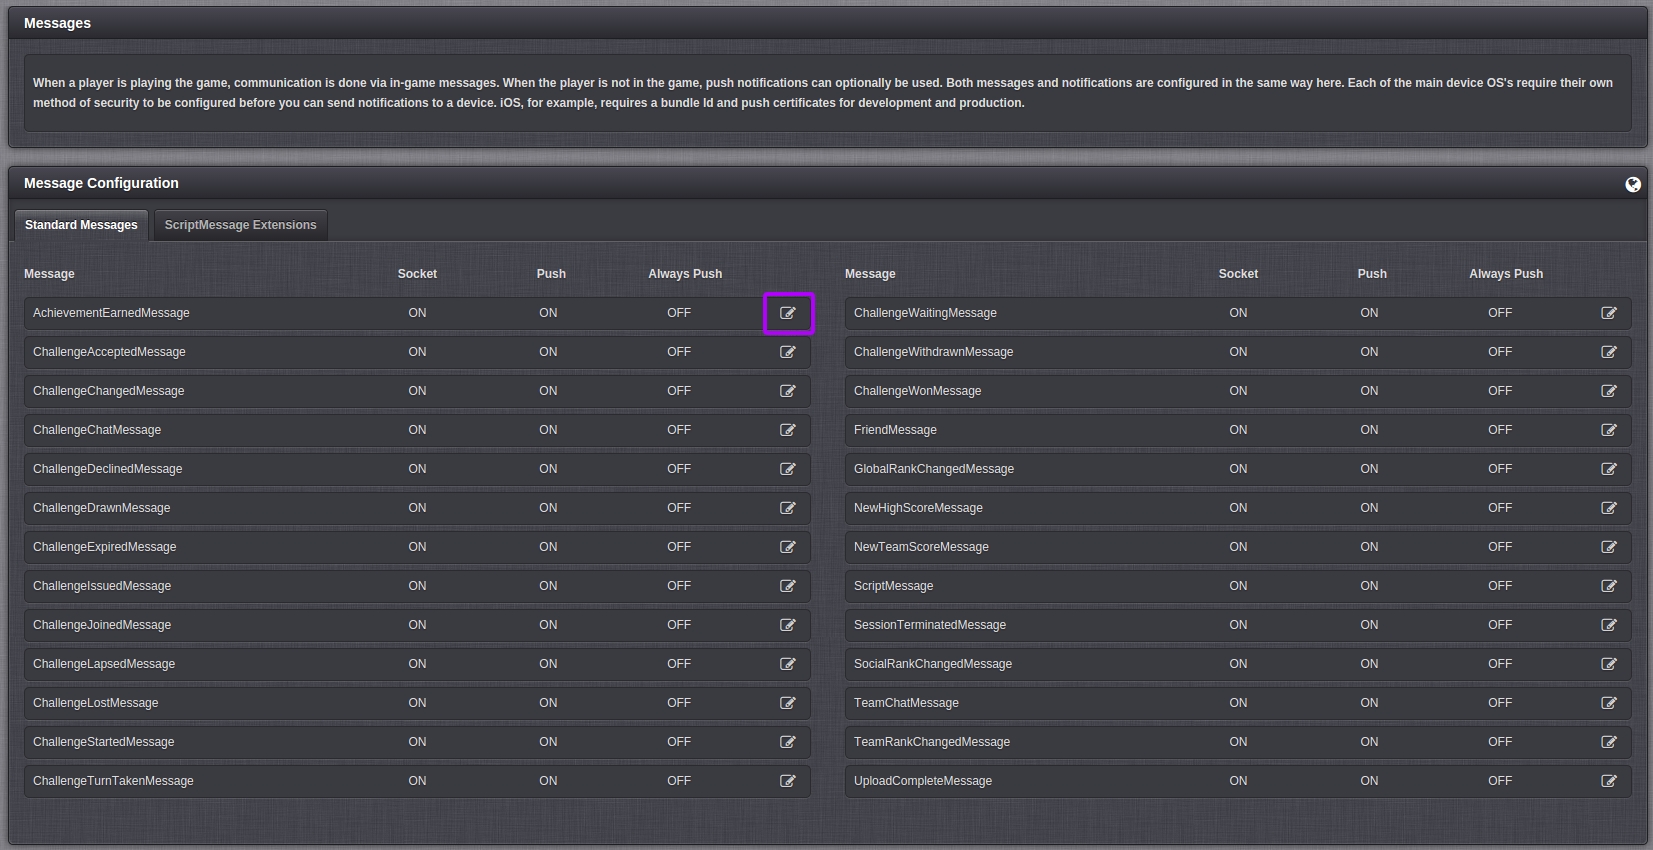 Messages
When a player is playing the game, communication is done via in-game messages. When the player is not in the game, push notifications can optionally be used. Both messages and notifications are configured in the same way here. Each of the main device OS's require their own
method of security to be configured before you can send notifications to a device. iOS, for example, requires a bundle Id and push certificates for development and production.
Message Configuration
Standard Messages ScriptMessage Extensions
Message Socket Push Always Push
AchievementEarnedMessage ON ON OFF
ChallengeAcceptedMessage ON ON OFF
ChallengeChangedMessage ON ON OFF
ChallengeChatMessage ON ON OFF
ChallengeDeclinedMessage ON ON OFF
ChallengeDrawnMessage ON ON OFF
ChallengeExpiredMessage ON ON OFF
ChallengeIssuedMessage ON ON OFF
ChallengeJoinedMessage ON ON OFF
ChallengeLapsedMessage ON ON OFF
ChallengeLostMessage ON ON OFF
ChallengeStartedMessage ON ON OFF
ChallengeTurnTakenMessage ON ON OFF
Message Socket Push Always Push
ChallengeWaitingMessage ON ON OFF
ChallengeWithdrawnMessage ON ON OFF
ChallengeWonMessage ON ON OFF
FriendMessage ON ON OFF
GlobalRankChangedMessage ON ON OFF
NewHighScoreMessage ON ON OFF
NewTeamScoreMessage ON ON OFF
ScriptMessage ON ON OFF
SessionTerminatedMessage ON ON OFF
SocialRankChangedMessage ON ON OFF
TeamChatMessage ON ON OFF
TeamRankChangedMessage ON ON OFF
UploadCompleteMessage ON ON OFF